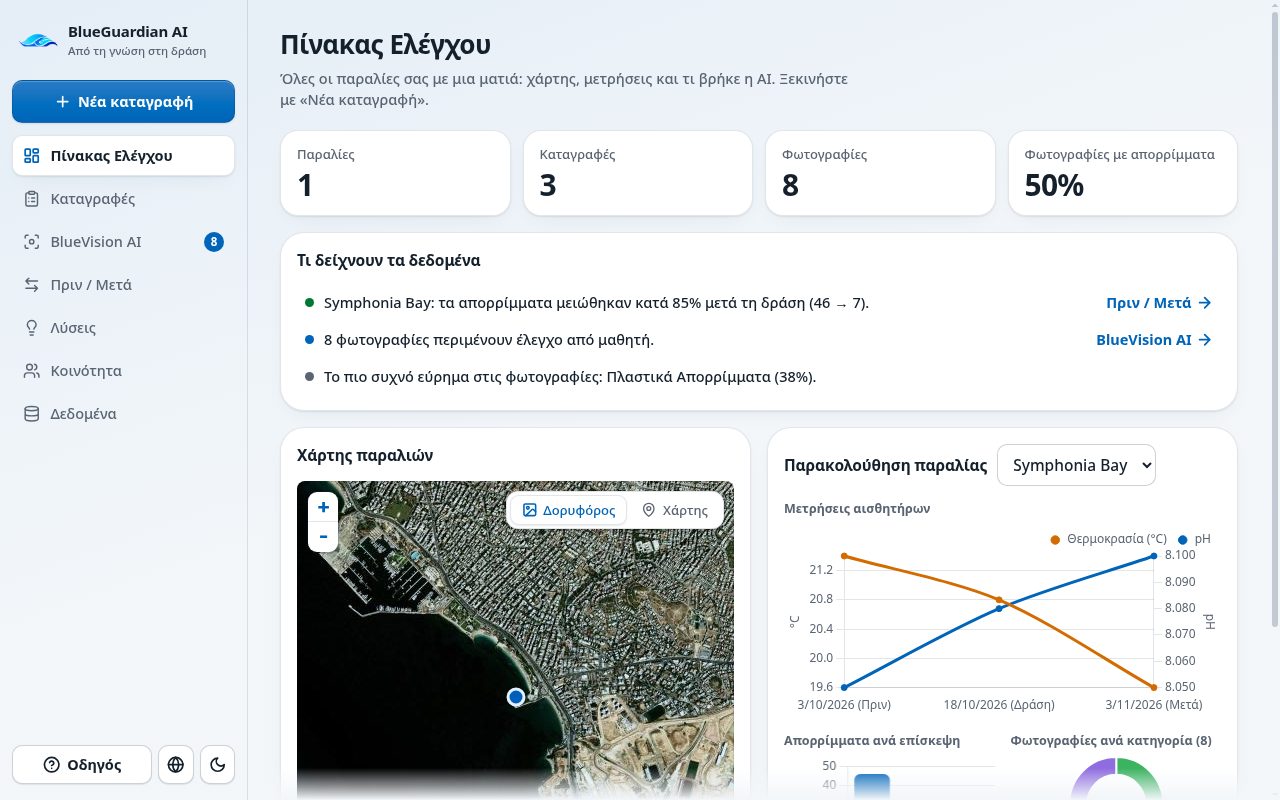 BlueGuardian AI
Από τη γνώση στη δράση
Νέα καταγραφή
Πίνακας Ελέγχου
Καταγραφές
BlueVision AI
8
Πριν / Μετά
Λύσεις
Κοινότητα
Δεδομένα
Οδηγός
Πίνακας Ελέγχου
Όλες οι παραλίες σας με μια ματιά: χάρτης, μετρήσεις και τι βρήκε η AI. Ξεκινήστε
με «Νέα καταγραφή».
Παραλίες
1
Καταγραφές
3
Φωτογραφίες
8
Φωτογραφίες με απορρίμματα
50%
Τι δείχνουν τα δεδομένα
Symphonia Bay: τα απορρίμματα μειώθηκαν κατά 85% μετά τη δράση (46 → 7).
Πριν / Μετά →
8 φωτογραφίες περιμένουν έλεγχο από μαθητή.
BlueVision AI →
Το πιο συχνό εύρημα στις φωτογραφίες: Πλαστικά Απορρίμματα (38%).
Χάρτης παραλιών
+
-
Δορυφόρος
Χάρτης
Παρακολούθηση παραλίας
Symphonia Bay
Μετρήσεις αισθητήρων
Θερμοκρασία (°C)
pH
21.2
20.8
20.4
20.0
19.6
°C
8.100
8.090
8.080
8.070
8.060
8.050
pH
3/10/2026 (Πριν)
18/10/2026 (Δράση)
3/11/2026 (Μετά)
Απορρίμματα ανά επίσκεψη
50
40
Φωτογραφίες ανά κατηγορία (8)